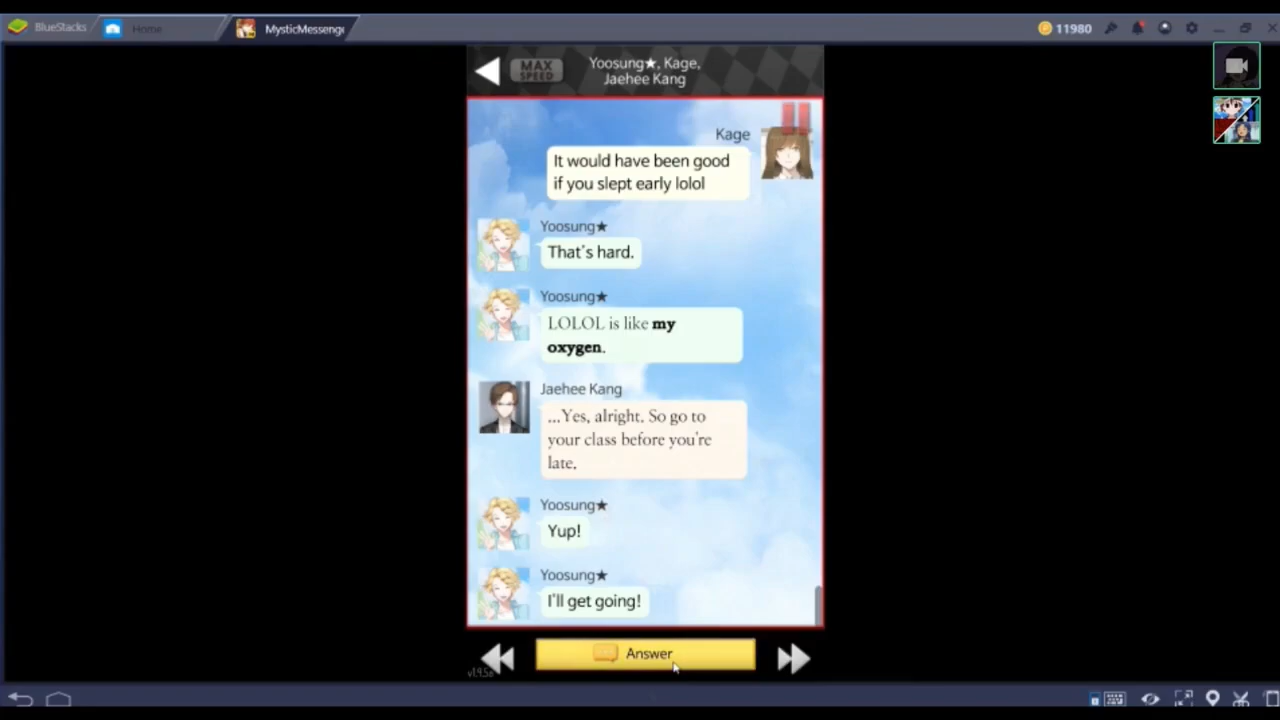 BlueStacks
Home
MysticMesseng
11980
MAX
SPEED
Yoosung★, Kage,
Jaehee Kang
Kage
It would have been good
if you slept early lolol
Yoosung★
That's hard.
Yoosung★
LOLOL is like my
oxygen.
Jaehee Kang
...Yes, alright. So go to
your class before you're
late.
Yoosung★
Yup!
Yoosung★
I'll get going!
Answer